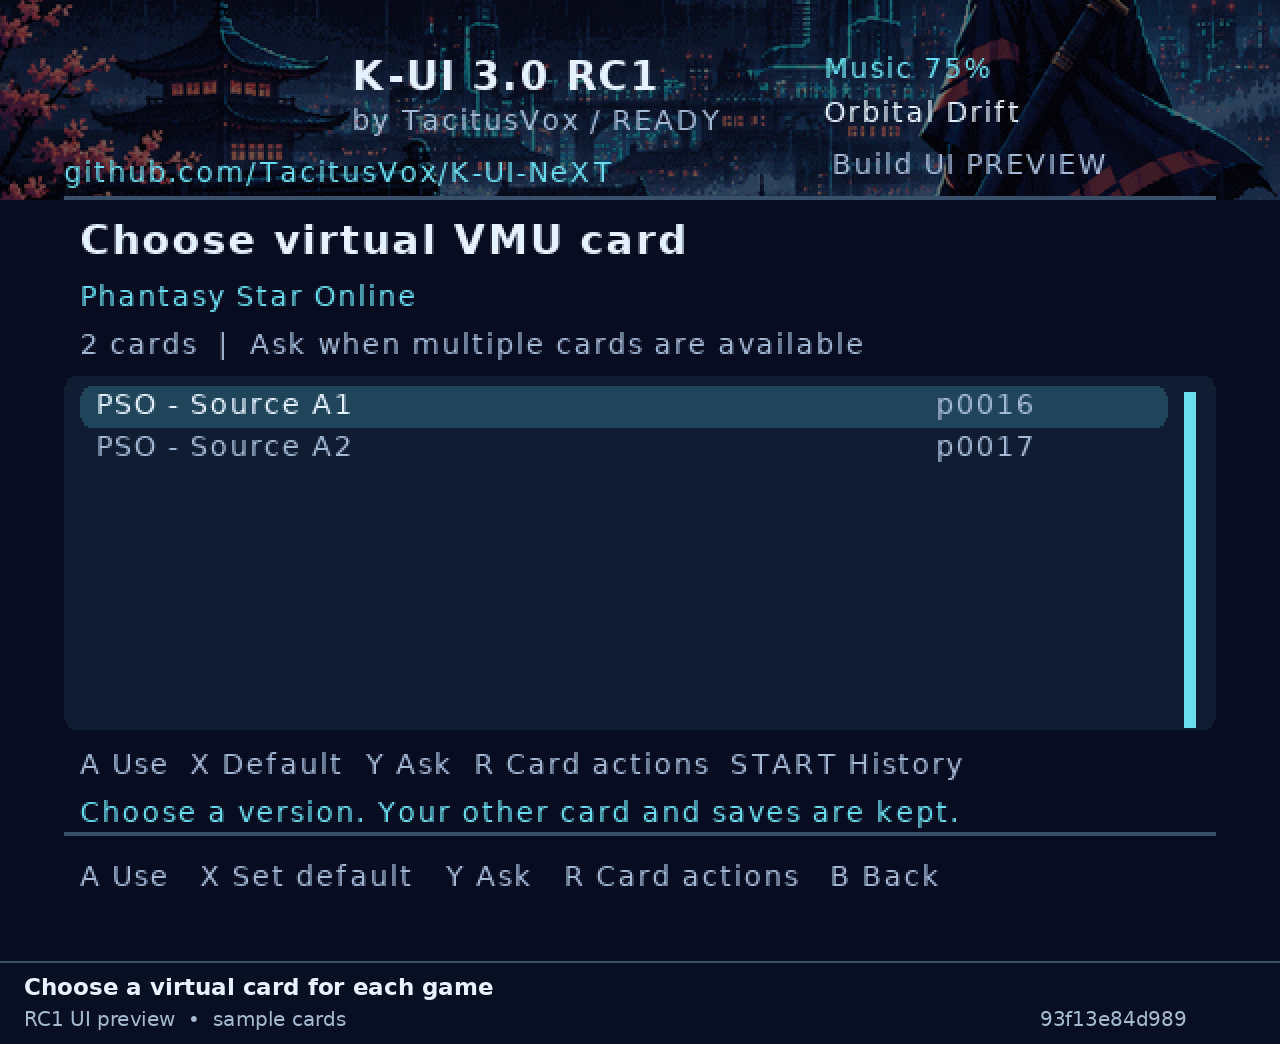 K-UI 3.0 RC1
by TacitusVox / READY
github.com/TacitusVox/K-UI-NeXT
Music 75%
Orbital Drift
Build UI PREVIEW
Choose virtual VMU card
Phantasy Star Online
2 cards | Ask when multiple cards are available
PSO - Source A1 p0016
PSO - Source A2 p0017
A Use X Default Y Ask R Card actions START History
Choose a version. Your other card and saves are kept.
A Use X Set default Y Ask R Card actions B Back
Choose a virtual card for each game
RC1 UI preview • sample cards 93f13e84d989